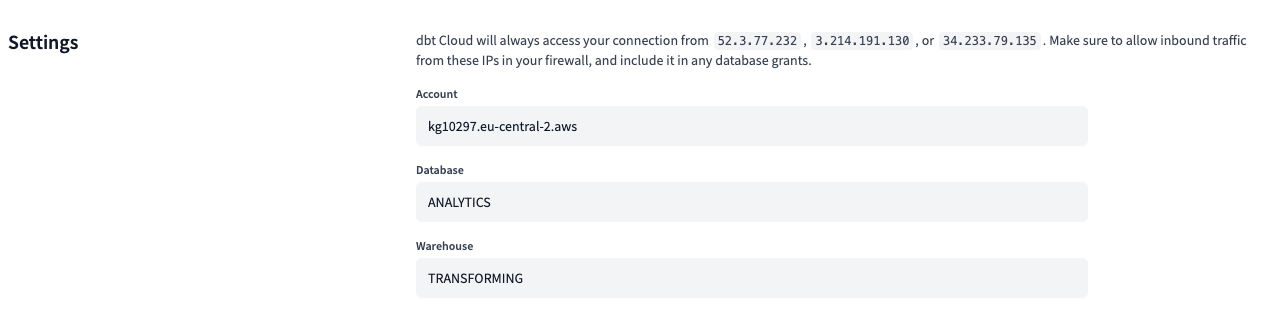 Settings
dbt Cloud will always access your connection from 52.3.77.232 , 3.214.191.130 , or 34.233.79.135 . Make sure to allow inbound traffic
from these IPs in your firewall, and include it in any database grants.
Account
kg10297.eu-central-2.aws
Database
ANALYTICS
Warehouse
TRANSFORMING